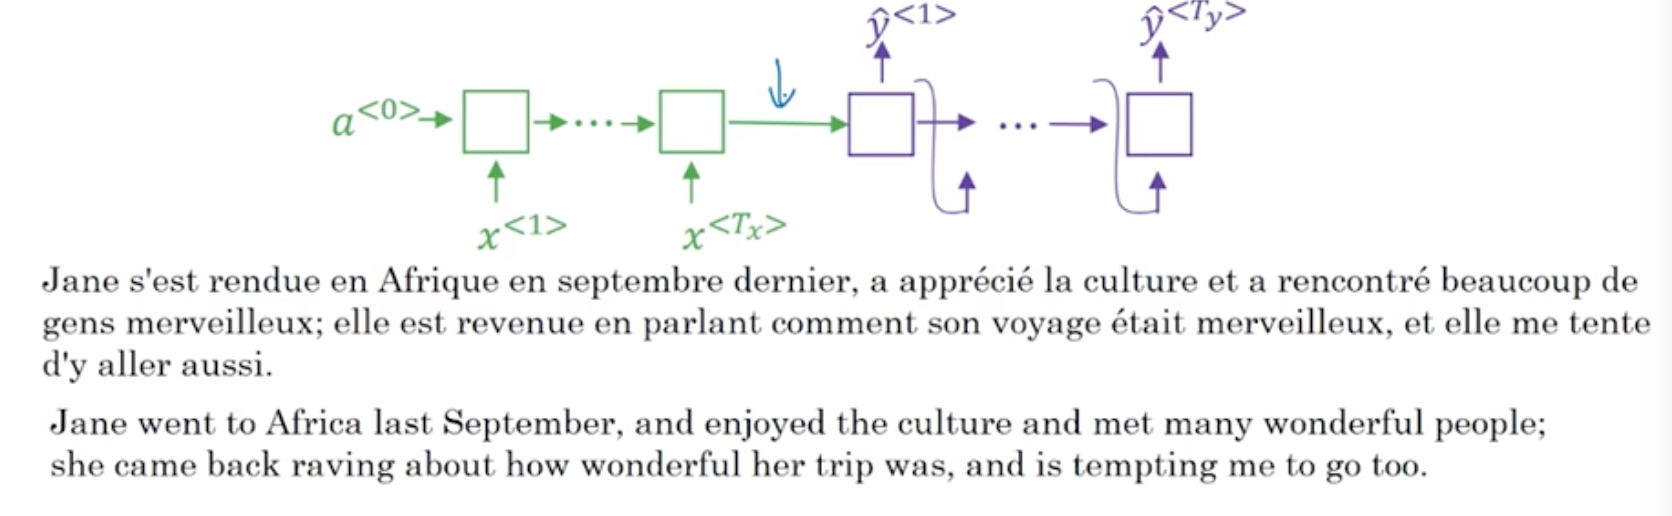 ŷ<1> ŷ<Ty>
a<0> ... ...
x<1> x<Tx>
Jane s'est rendue en Afrique en septembre dernier, a apprécié la culture et a rencontré beaucoup de
gens merveilleux; elle est revenue en parlant comment son voyage était merveilleux, et elle me tente
d'y aller aussi.
Jane went to Africa last September, and enjoyed the culture and met many wonderful people;
she came back raving about how wonderful her trip was, and is tempting me to go too.